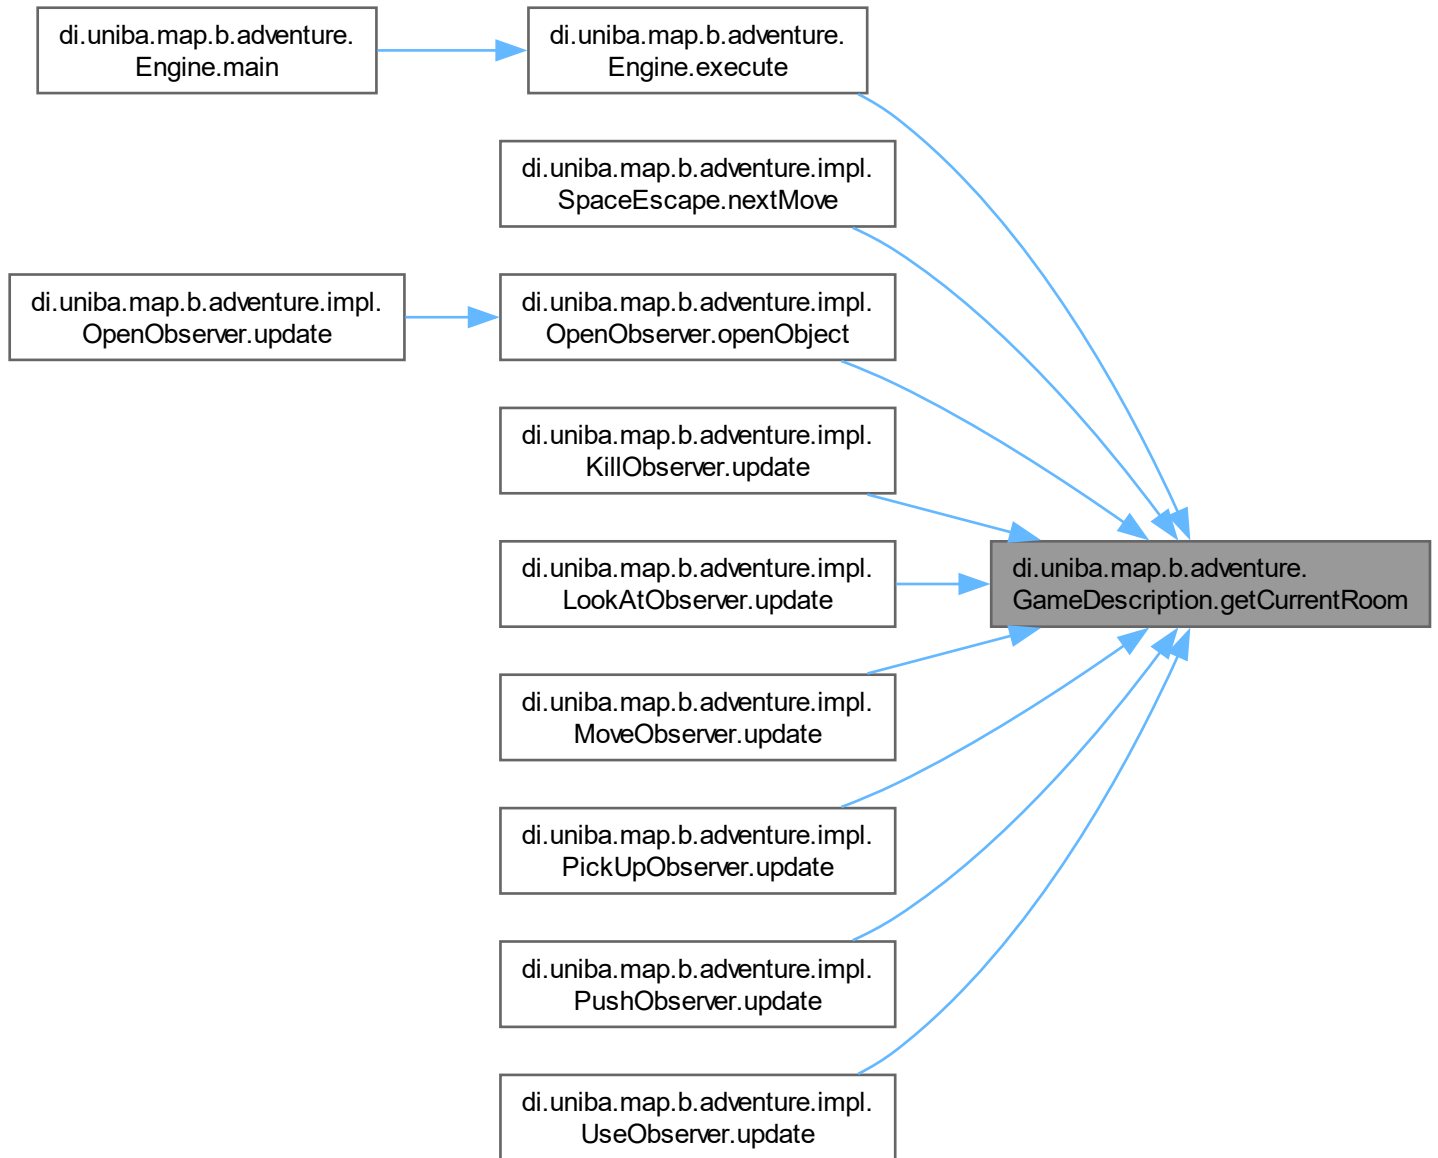 di.uniba.map.b.adventure.
Engine.main
di.uniba.map.b.adventure.
Engine.execute
di.uniba.map.b.adventure.impl.
SpaceEscape.nextMove
di.uniba.map.b.adventure.impl.
OpenObserver.update
di.uniba.map.b.adventure.impl.
OpenObserver.openObject
di.uniba.map.b.adventure.impl.
KillObserver.update
di.uniba.map.b.adventure.impl.
LookAtObserver.update
di.uniba.map.b.adventure.
GameDescription.getCurrentRoom
di.uniba.map.b.adventure.impl.
MoveObserver.update
di.uniba.map.b.adventure.impl.
PickUpObserver.update
di.uniba.map.b.adventure.impl.
PushObserver.update
di.uniba.map.b.adventure.impl.
UseObserver.update